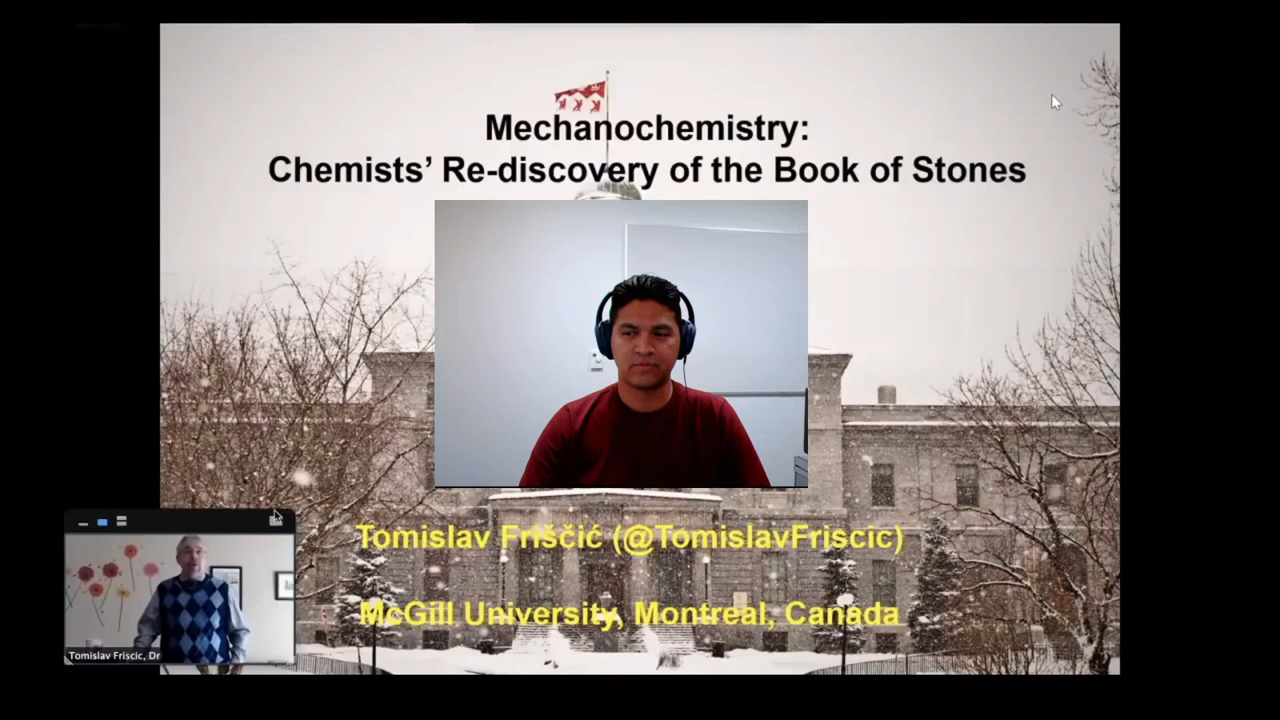 Mechanochemistry:
Chemists’ Re-discovery of the Book of Stones
Tomislav Friščić (@TomislavFriscic)
McGill University, Montreal, Canada
Tomislav Friscic, Dr